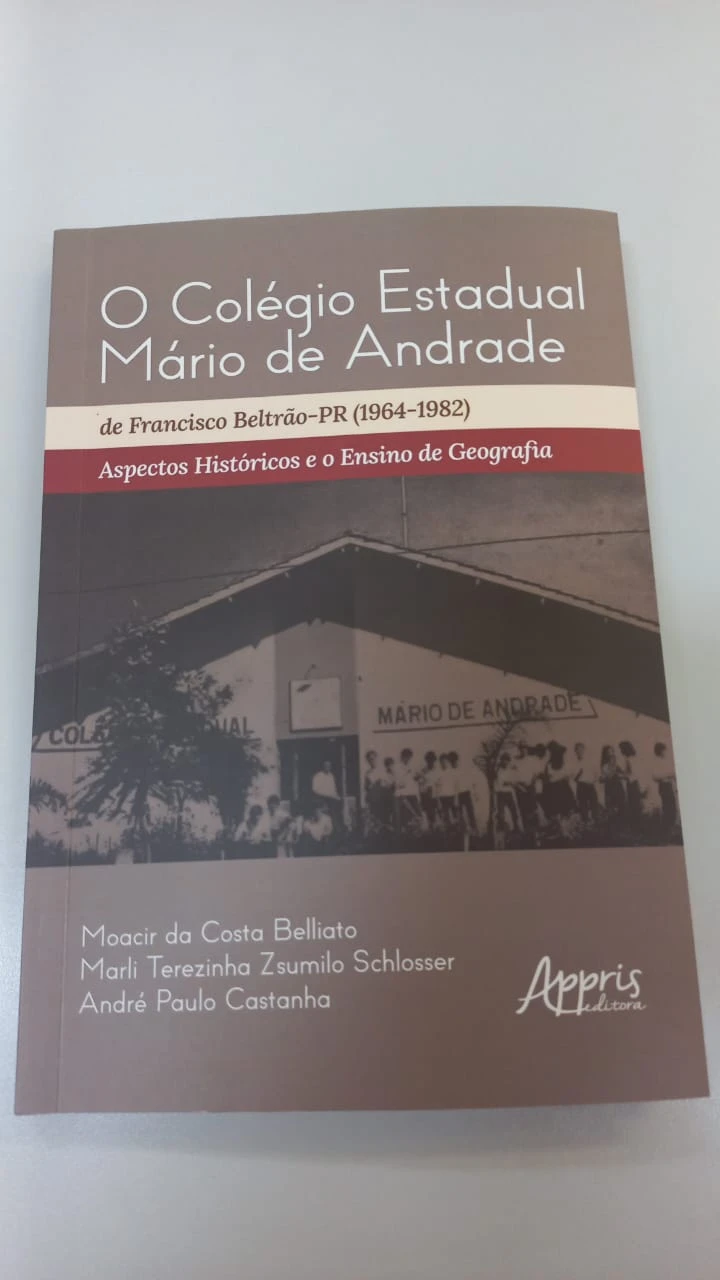 O Colégio Estadual
Mário de Andrade
de Francisco Beltrão-PR (1964-1982)
Aspectos Históricos e o Ensino de Geografia
MÁRIO DE ANDRADE
Moacir da Costa Belliato
Marli Terezinha Zsumilo Schlosser
André Paulo Castanha
Appris
editora